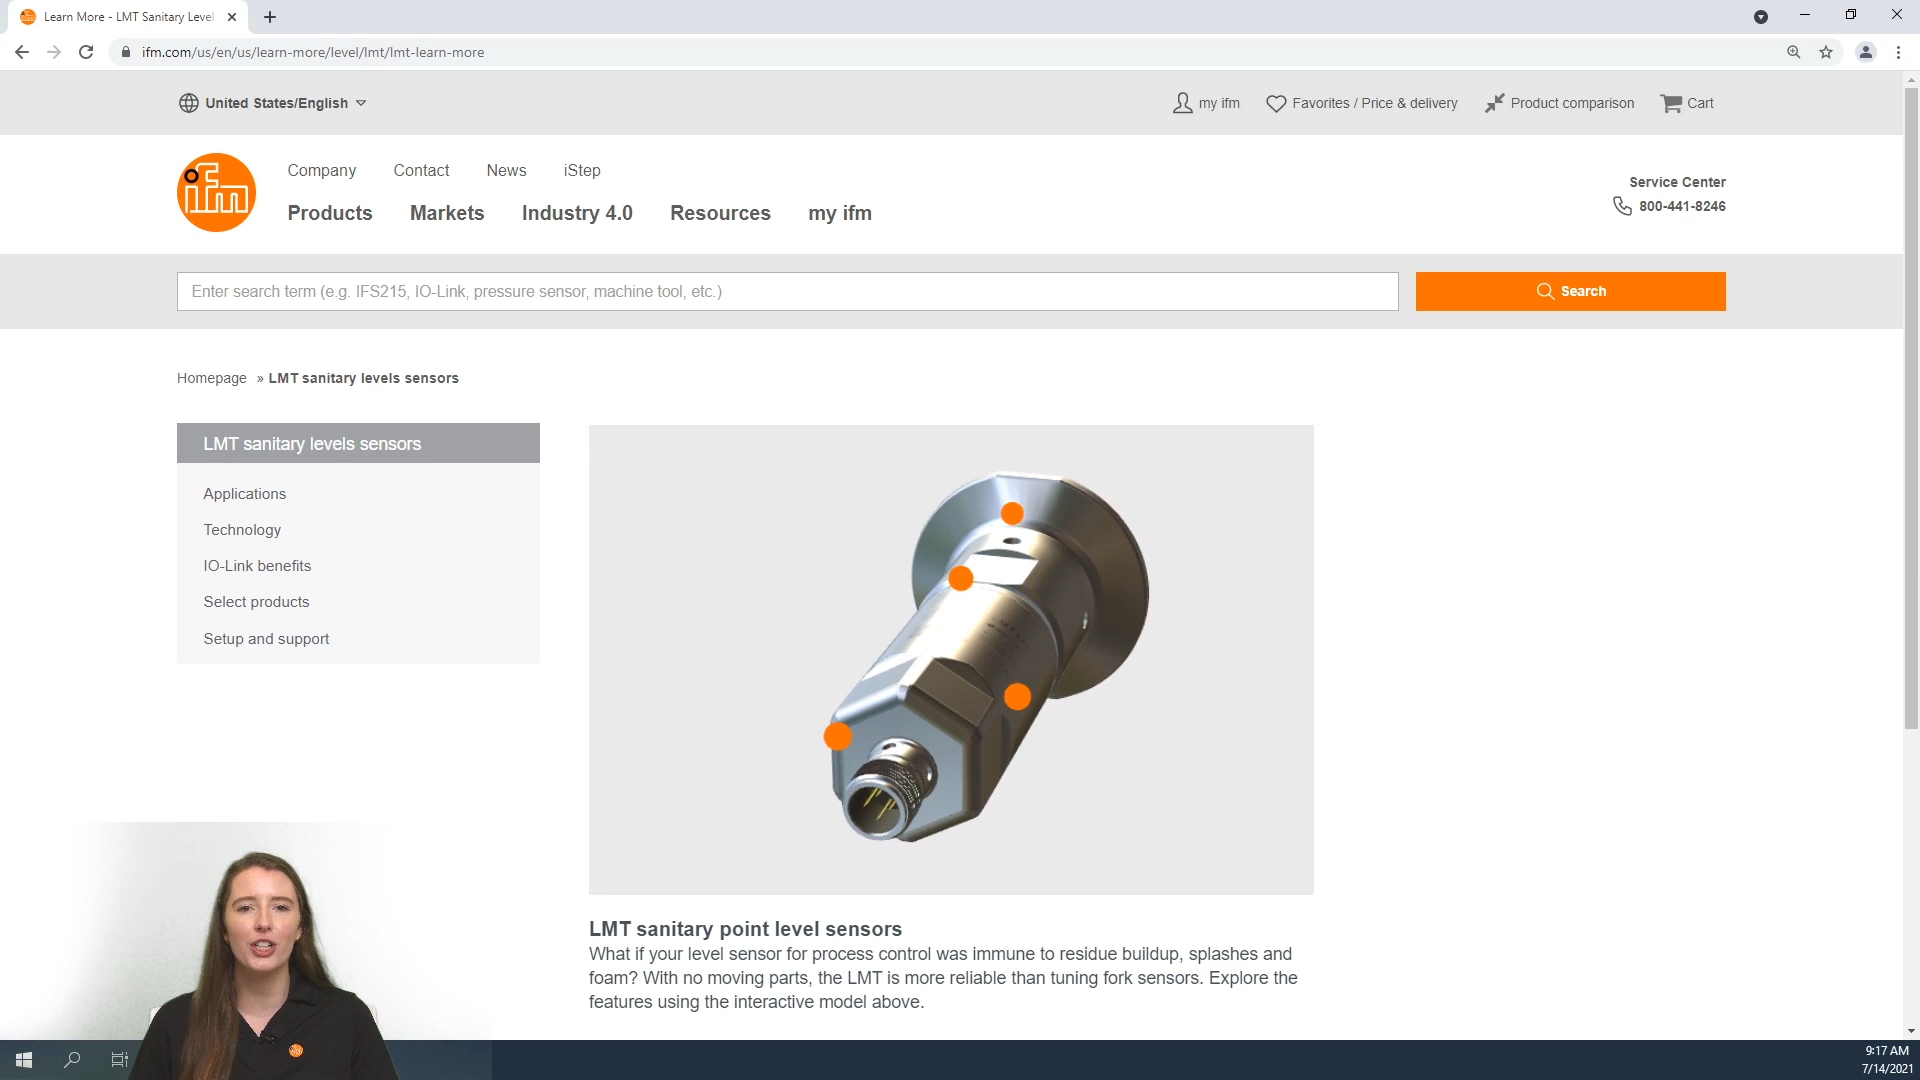 Learn More - LMT Sanitary Level
ifm.com/us/en/us/learn-more/level/lmt/lmt-learn-more
United States/English
my ifm
Favorites / Price & delivery
Product comparison
Cart
ifm
Company
Contact
News
iStep
Products
Markets
Industry 4.0
Resources
my ifm
Service Center
800-441-8246
Enter search term (e.g. IFS215, IO-Link, pressure sensor, machine tool, etc.)
Search
Homepage » LMT sanitary levels sensors
LMT sanitary levels sensors
Applications
Technology
IO-Link benefits
Select products
Setup and support
LMT sanitary point level sensors
What if your level sensor for process control was immune to residue buildup, splashes and
foam? With no moving parts, the LMT is more reliable than tuning fork sensors. Explore the
features using the interactive model above.
9:17 AM
7/14/2021